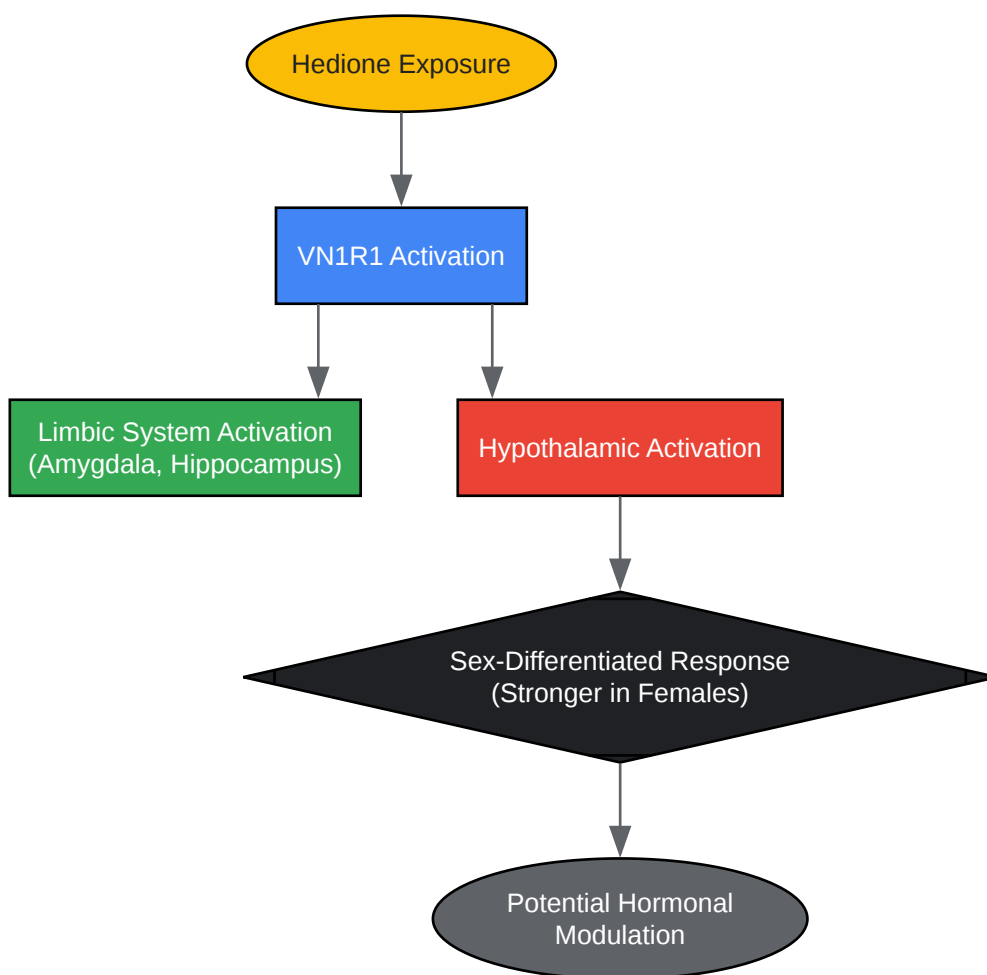 Hedione Exposure
VN1R1 Activation
Limbic System Activation
(Amygdala, Hippocampus)
Hypothalamic Activation
Sex-Differentiated Response
(Stronger in Females)
Potential Hormonal
Modulation